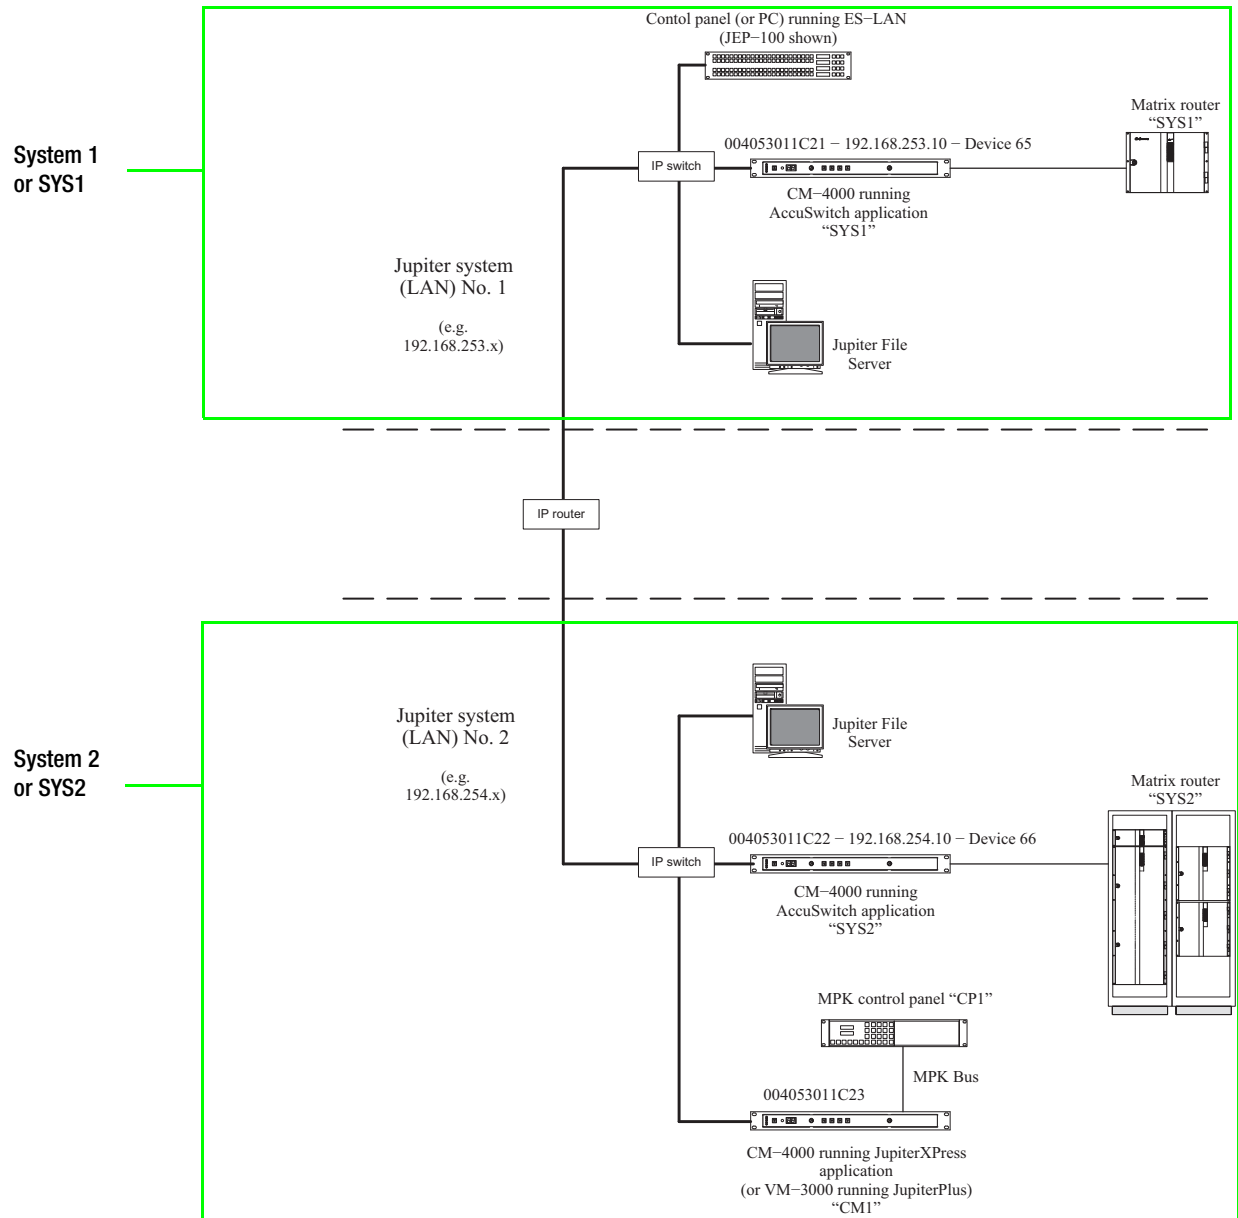 Contol panel (or PC) running ES−LAN
(JEP−100 shown)
Matrix router
“SYS1”
System 1
or SYS1
004053011C21 − 192.168.253.10 − Device 65
IP switch
CM−4000 running
AccuSwitch application
“SYS1”
Jupiter system
(LAN) No. 1
(e.g.
192.168.253.x)
Jupiter File
Server
IP router
Jupiter system
(LAN) No. 2
(e.g.
192.168.254.x)
Jupiter File
Server
System 2
or SYS2
Matrix router
“SYS2”
004053011C22 − 192.168.254.10 − Device 66
IP switch
CM−4000 running
AccuSwitch application
“SYS2”
MPK control panel “CP1”
MPK Bus
004053011C23
CM−4000 running JupiterXPress
application
(or VM−3000 running JupiterPlus)
“CM1”